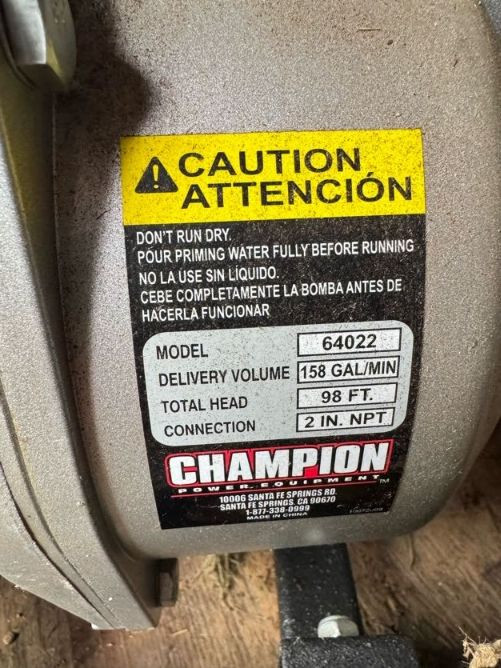 CAUTION
ATTENCIÓN
DON'T RUN DRY.
POUR PRIMING WATER FULLY BEFORE RUNNING
NO LA USE SIN LÍQUIDO.
CEBE COMPLETAMENTE LA BOMBA ANTES DE
HACERLA FUNCIONAR
MODEL 64022
DELIVERY VOLUME 158 GAL/MIN
TOTAL HEAD 98 FT.
CONNECTION 2 IN. NPT
CHAMPION
POWER EQUIPMENT TM
10006 SANTA FE SPRINGS RD.
SANTA FE SPRINGS, CA 90670
1-877-338-0999
MADE IN CHINA